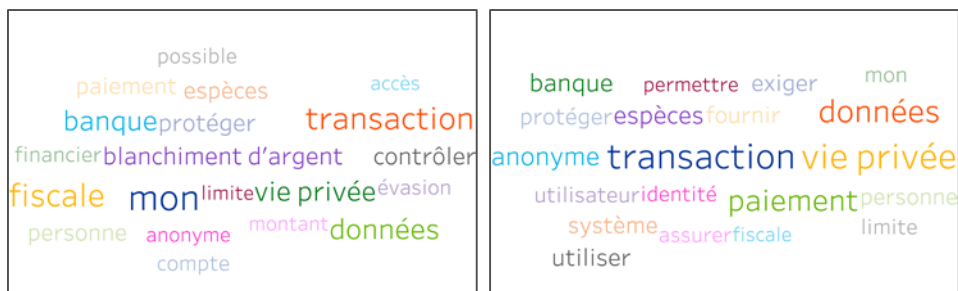 possible
paiement espèces accès
banque protéger transaction
financier blanchiment d'argent contrôler
fiscale mon limite vie privée évasion
personne anonyme montant données
compte
banque permettre exiger mon
protéger espèces fournir données
anonyme transaction vie privée
utilisateur identité paiement personne
système assurer fiscale limite
utiliser